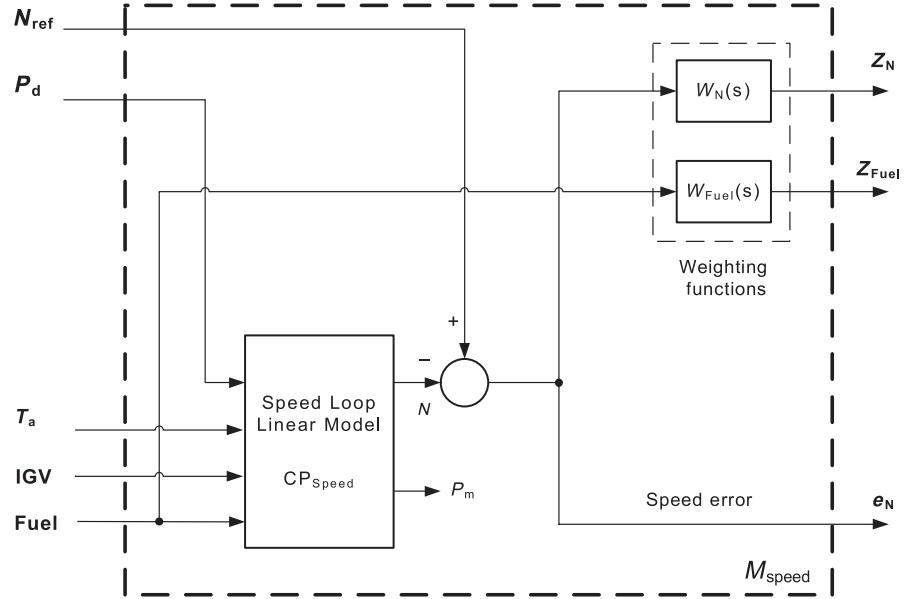 N_ref
P_d
T_a
IGV
Fuel
Speed Loop
Linear Model
CP_Speed
+
−
N
P_m
W_N(s)
W_Fuel(s)
Weighting
functions
Z_N
Z_Fuel
Speed error
e_N
M_speed